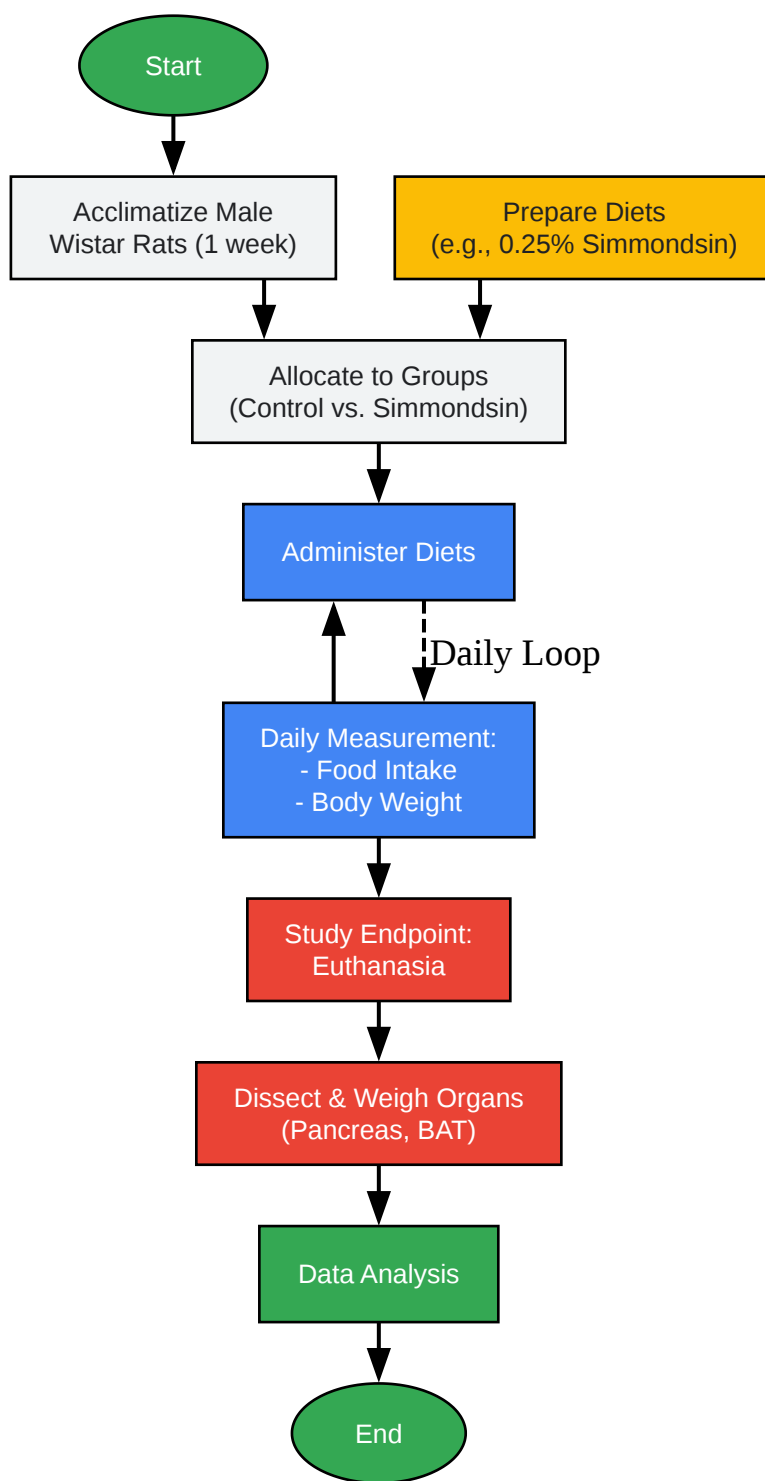 Start
Acclimatize Male
Wistar Rats (1 week)
Prepare Diets
(e.g., 0.25% Simmondsin)
Allocate to Groups
(Control vs. Simmondsin)
Administer Diets
Daily Loop
Daily Measurement:
- Food Intake
- Body Weight
Study Endpoint:
Euthanasia
Dissect & Weigh Organs
(Pancreas, BAT)
Data Analysis
End